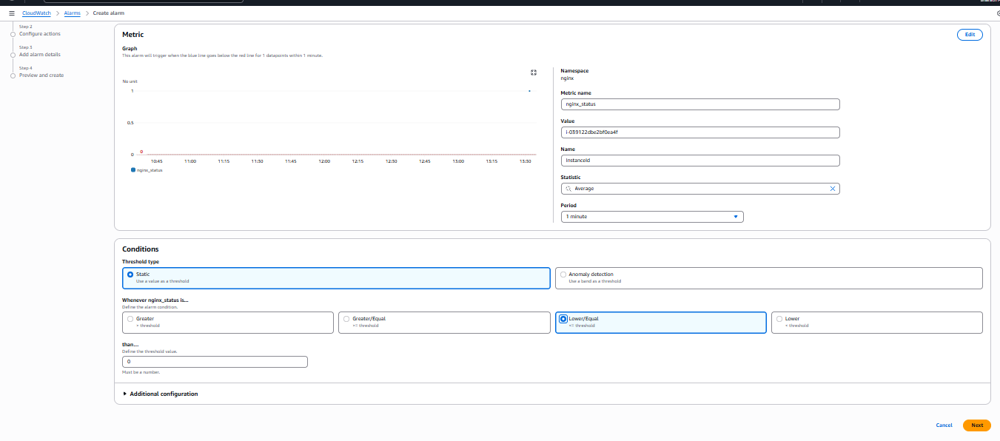 CloudWatch > Alarms > Create alarm
Step 2
Configure actions
Step 3
Add alarm details
Step 4
Preview and create
Metric
Edit
Graph
This alarm will trigger when the blue line goes below the red line for 1 datapoints within 1 minute.
No unit
1
0.5
0
0
10:45 11:00 11:15 11:30 11:45 12:00 12:15 12:30 12:45 13:00 13:15 13:30
nginx_status
Namespace
nginx
Metric name
nginx_status
Value
i-039122dbe2bf0ea4f
Name
InstanceId
Statistic
Average
Period
1 minute
Conditions
Threshold type
Static
Use a value as a threshold
Anomaly detection
Use a band as a threshold
Whenever nginx_status is...
Define the alarm condition.
Greater
> threshold
Greater/Equal
>= threshold
Lower/Equal
<= threshold
Lower
< threshold
than...
Define the threshold value.
0
Must be a number.
Additional configuration
Cancel
Next